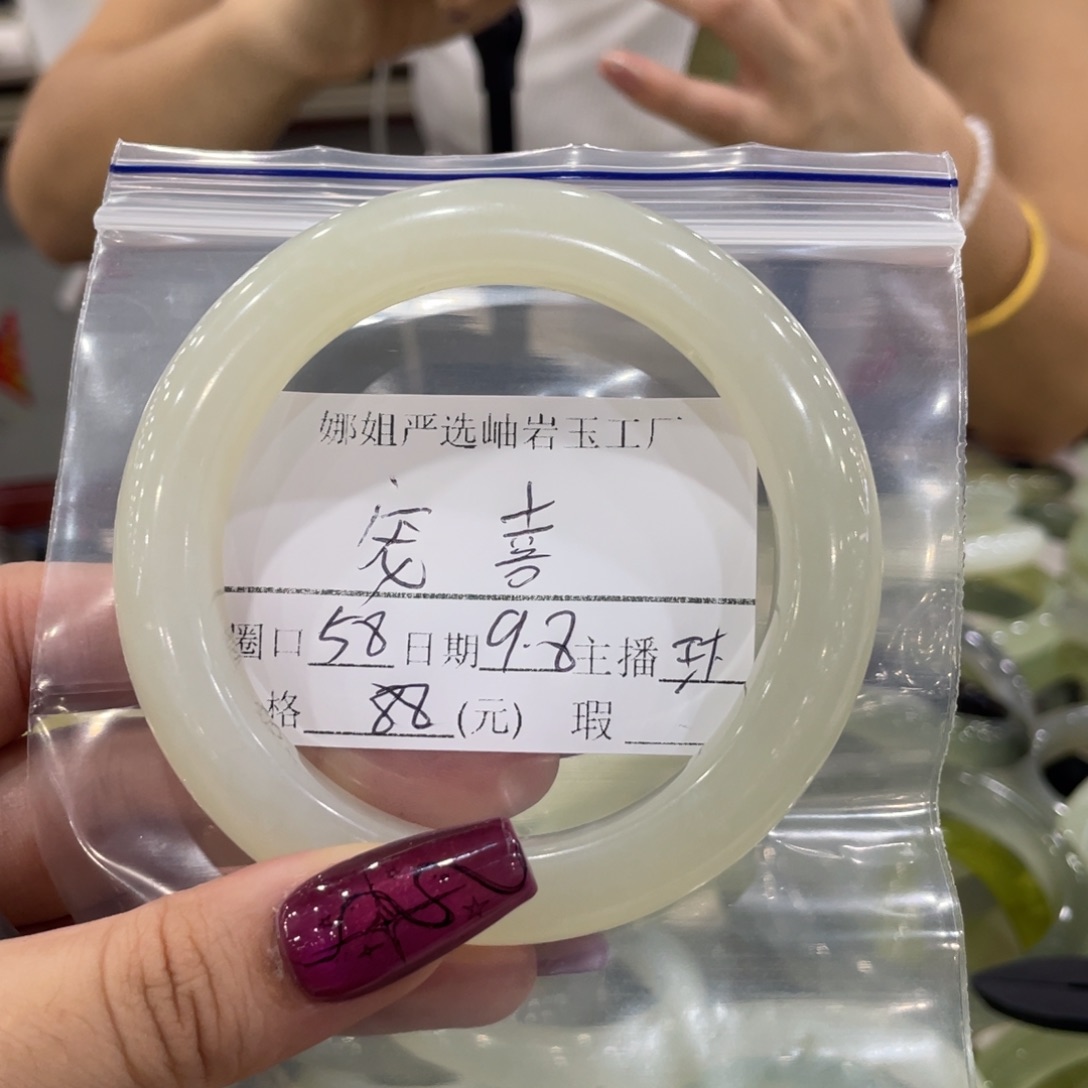 娜姐严选岫岩玉工厂
喜
圈口 58 日期 9.8 主播
格 88 (元) 瑕